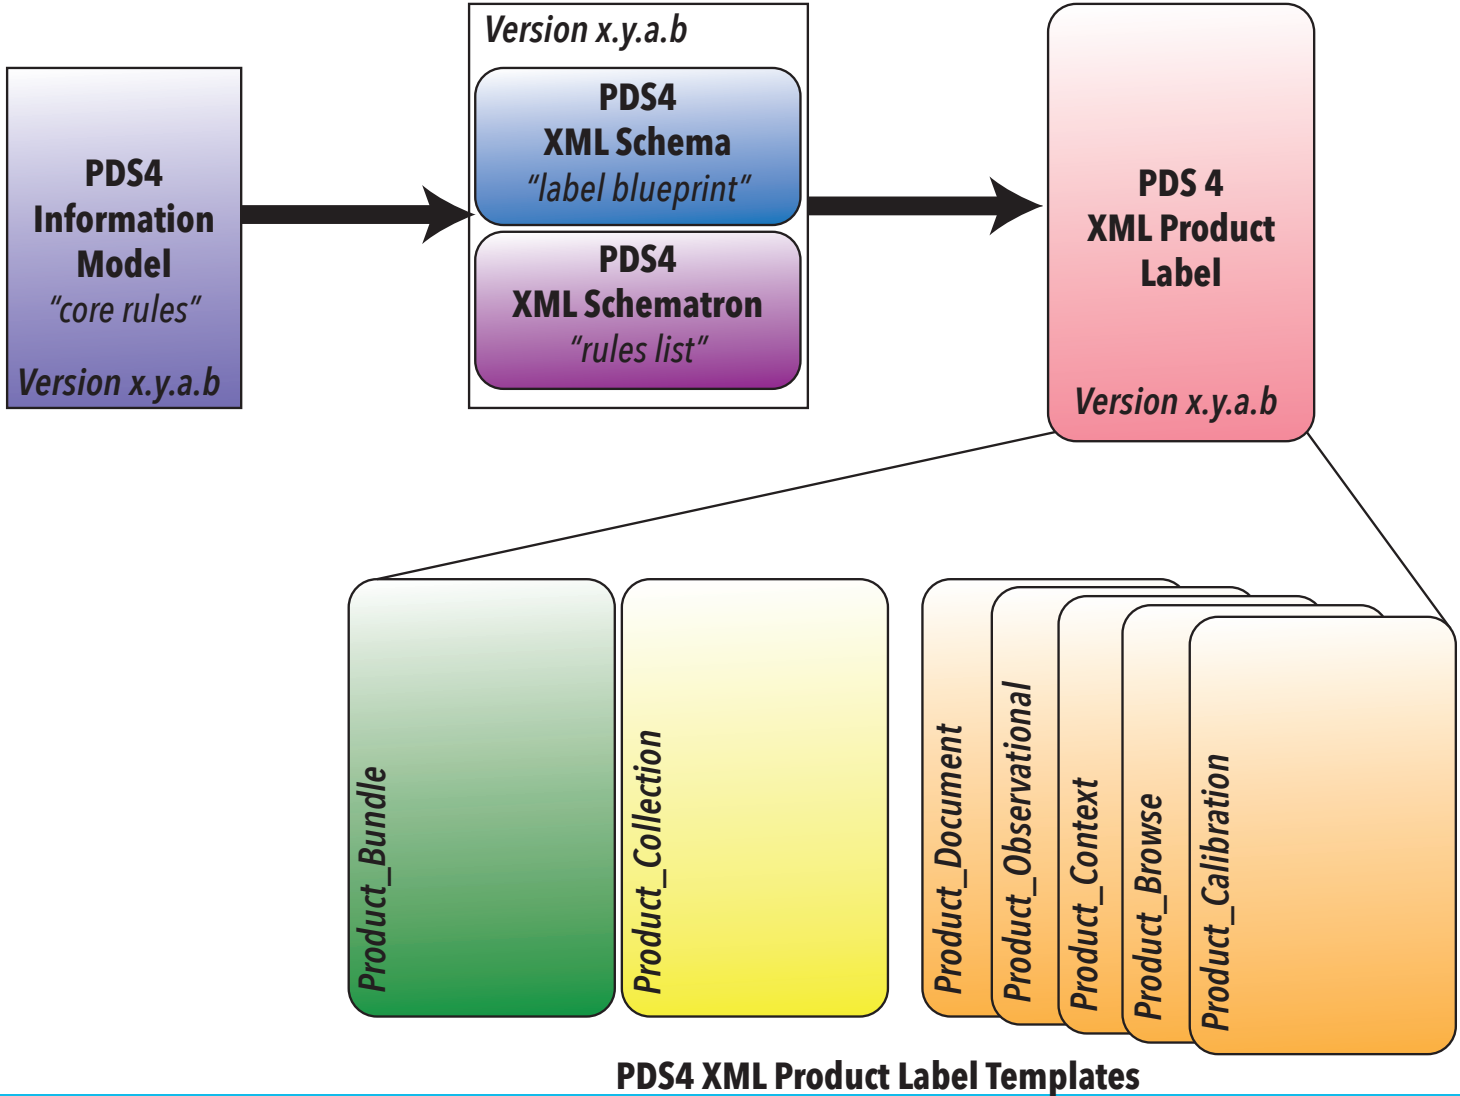 PDS4
Information
Model
“core rules”
Version x.y.a.b
Version x.y.a.b
PDS4
XML Schema
“label blueprint”
PDS4
XML Schematron
“rules list”
PDS 4
XML Product
Label
Version x.y.a.b
Product_Bundle
Product_Collection
Product_Document
Product_Observational
Product_Context
Product_Browse
Product_Calibration
PDS4 XML Product Label Templates